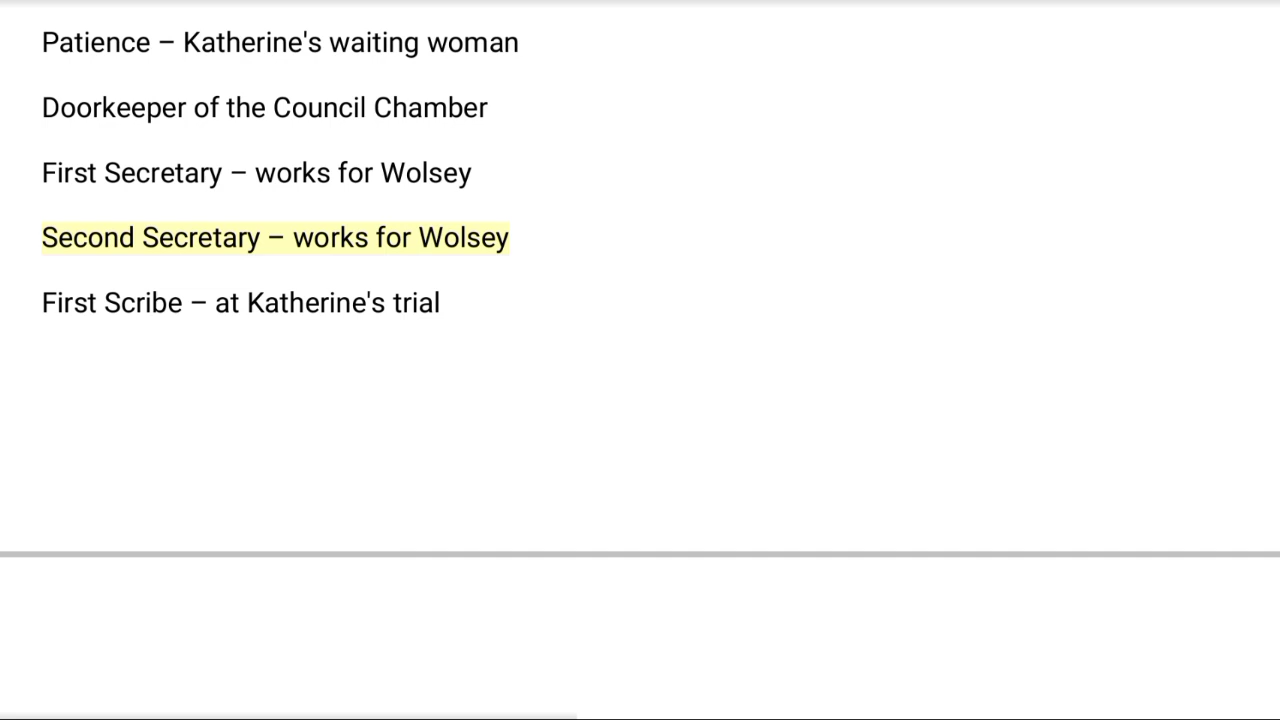 Patience – Katherine's waiting woman
Doorkeeper of the Council Chamber
First Secretary – works for Wolsey
Second Secretary – works for Wolsey
First Scribe – at Katherine's trial